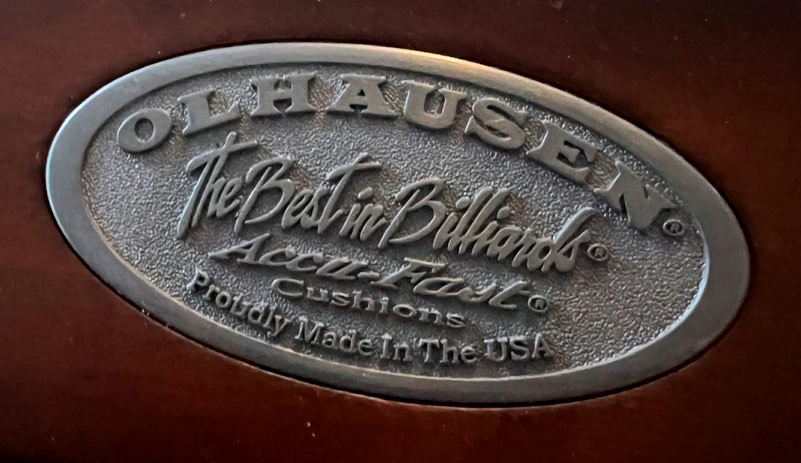 OLHAUSEN®
The Best in Billiards®
Accu-Fast®
Cushions
Proudly Made In The USA